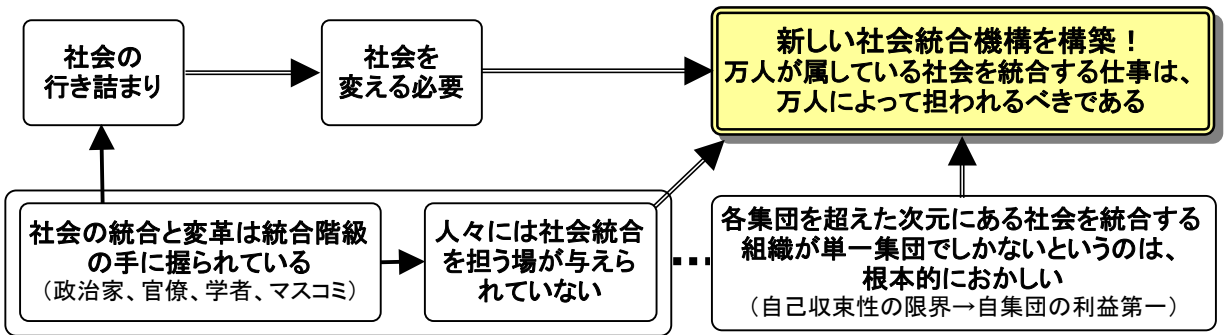 社会の
行き詰まり
社会を
変える必要
新しい社会統合機構を構築！
万人が属している社会を統合する仕事は、
万人によって担われるべきである
社会の統合と変革は統合階級
の手に握られている
（政治家、官僚、学者、マスコミ）
人々には社会統合
を担う場が与えら
れていない
各集団を超えた次元にある社会を統合する
組織が単一集団でしかないというのは、
根本的におかしい
（自己収束性の限界→自集団の利益第一）